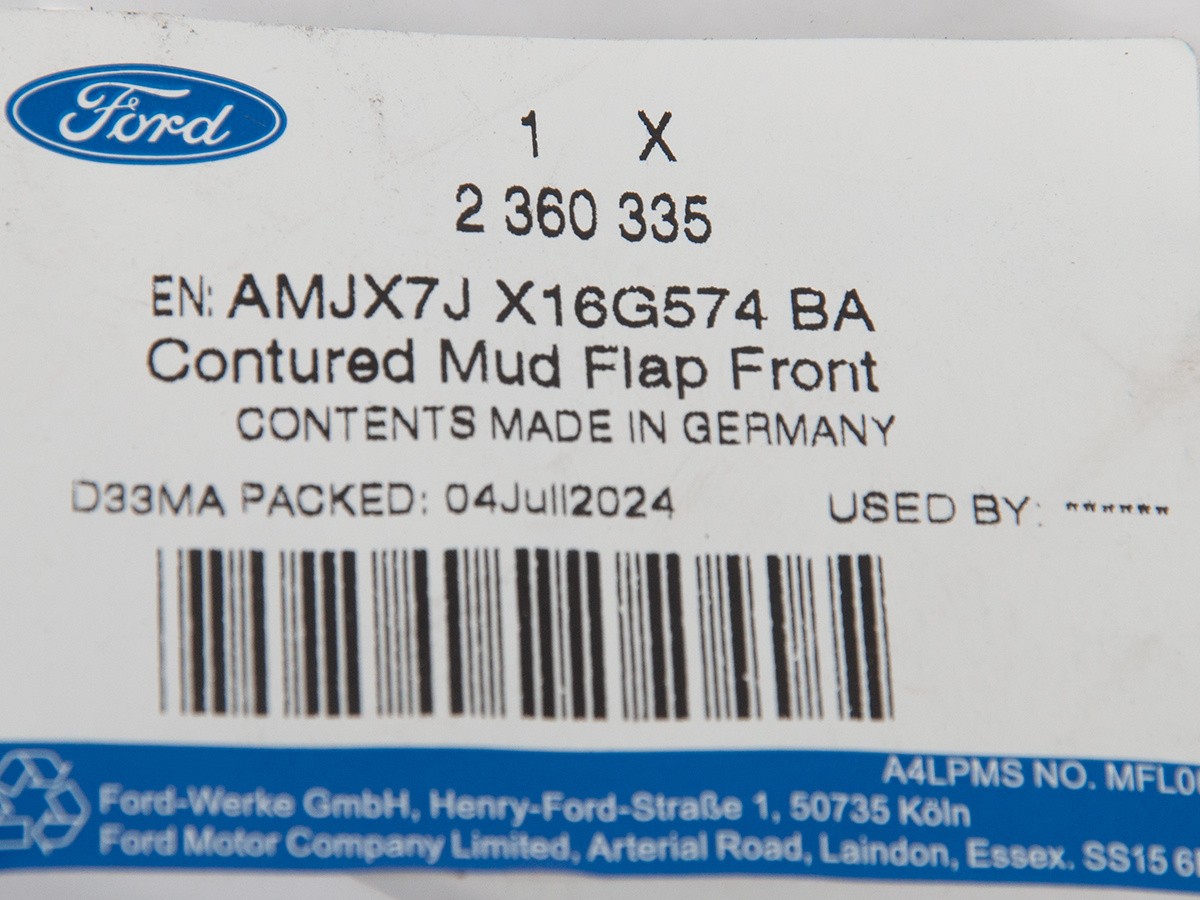 Ford
1 X
2 360 335
EN: AMJX7J X16G574 BA
Contured Mud Flap Front
CONTENTS MADE IN GERMANY
D33MA PACKED: 04Jull2024 USED BY: ******
A4LPMS NO.
Ford-Werke GmbH, Henry-Ford-Straße 1, 50735 Köln
Ford Motor Company Limited, Arterial Road, Laindon, Essex. SS15